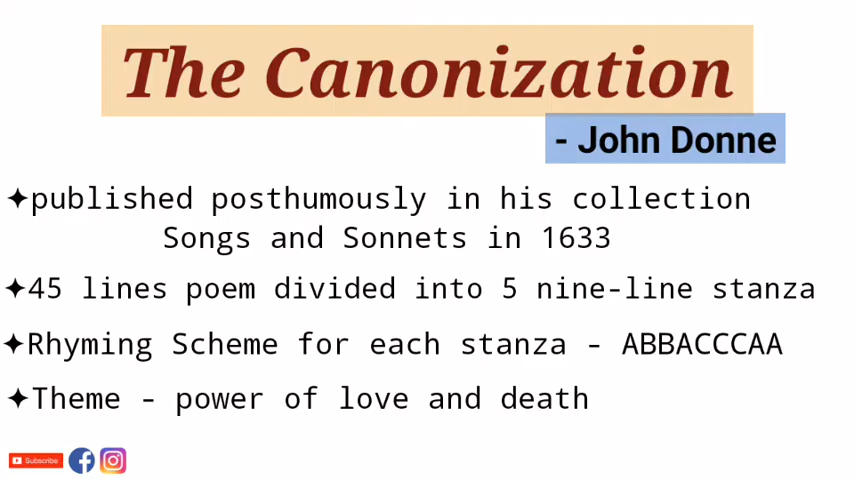 The Canonization
- John Donne
✦published posthumously in his collection
Songs and Sonnets in 1633
✦45 lines poem divided into 5 nine-line stanza
✦Rhyming Scheme for each stanza - ABBACCCAA
✦Theme - power of love and death
Subscribe